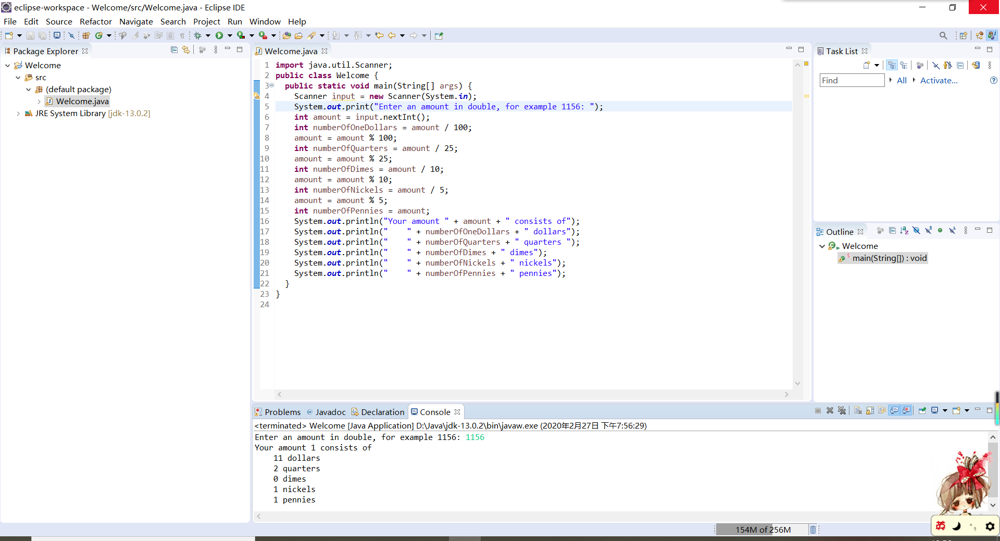 eclipse-workspace - Welcome/src/Welcome.java - Eclipse IDE
File Edit Source Refactor Navigate Search Project Run Window Help
Package Explorer
Welcome
src
(default package)
Welcome.java
JRE System Library [jdk-13.0.2]
Welcome.java
1 import java.util.Scanner;
2 public class Welcome {
3 public static void main(String[] args) {
4 Scanner input = new Scanner(System.in);
5 System.out.print("Enter an amount in double, for example 1156: ");
6 int amount = input.nextInt();
7 int numberOfOneDollars = amount / 100;
8 amount = amount % 100;
9 int numberOfQuarters = amount / 25;
10 amount = amount % 25;
11 int numberOfDimes = amount / 10;
12 amount = amount % 10;
13 int numberOfNickels = amount / 5;
14 amount = amount % 5;
15 int numberOfPennies = amount;
16 System.out.println("Your amount " + amount + " consists of");
17 System.out.println("    " + numberOfOneDollars + " dollars");
18 System.out.println("    " + numberOfQuarters + " quarters ");
19 System.out.println("    " + numberOfDimes + " dimes");
20 System.out.println("    " + numberOfNickels + " nickels");
21 System.out.println("    " + numberOfPennies + " pennies");
22 }
23 }
24
Task List
Find
All
Activate...
Outline
Welcome
main(String[]) : void
Problems @ Javadoc Declaration Console
<terminated> Welcome [Java Application] D:\Java\jdk-13.0.2\bin\javaw.exe (2020年2月27日 下午7:56:29)
Enter an amount in double, for example 1156: 1156
Your amount 1 consists of
11 dollars
2 quarters
0 dimes
1 nickels
1 pennies
154M of 256M
英